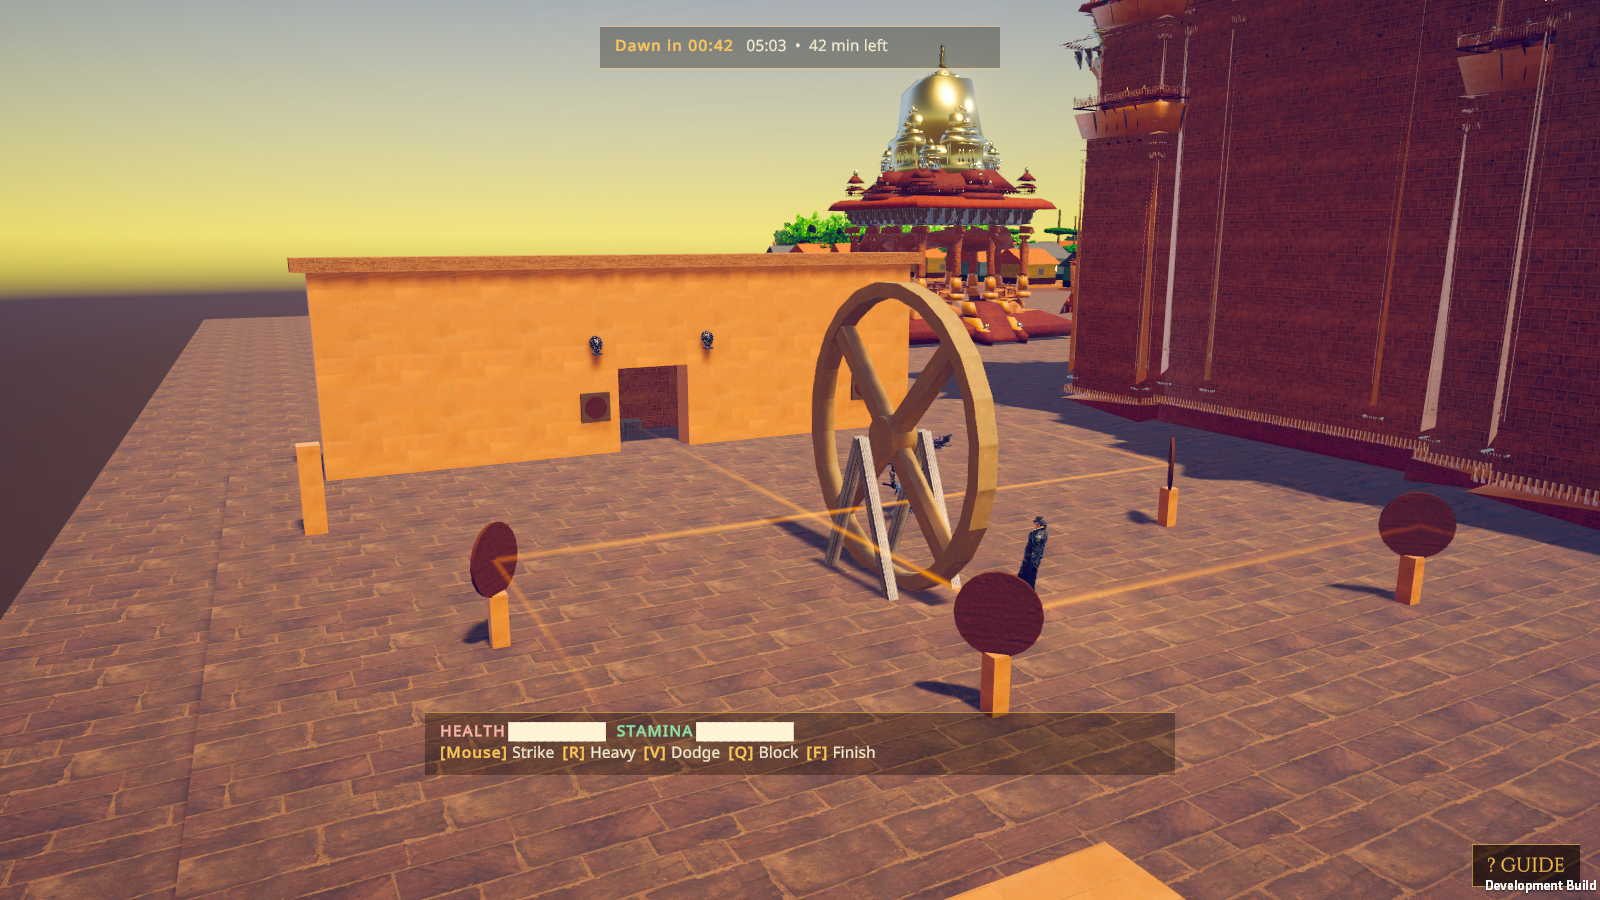 Dawn in 00:42 05:03 • 42 min left
HEALTH STAMINA
[Mouse] Strike [R] Heavy [V] Dodge [Q] Block [F] Finish
? GUIDE
Development Build